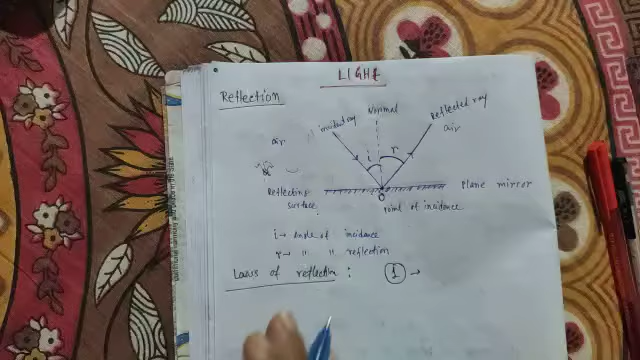 LIGHT
Reflection
incident ray Normal Reflected ray
air air
i r
Reflecting surface Plane mirror
O Point of incidence
i → Angle of incidence
r → " " reflection
Laws of reflection : 1 →